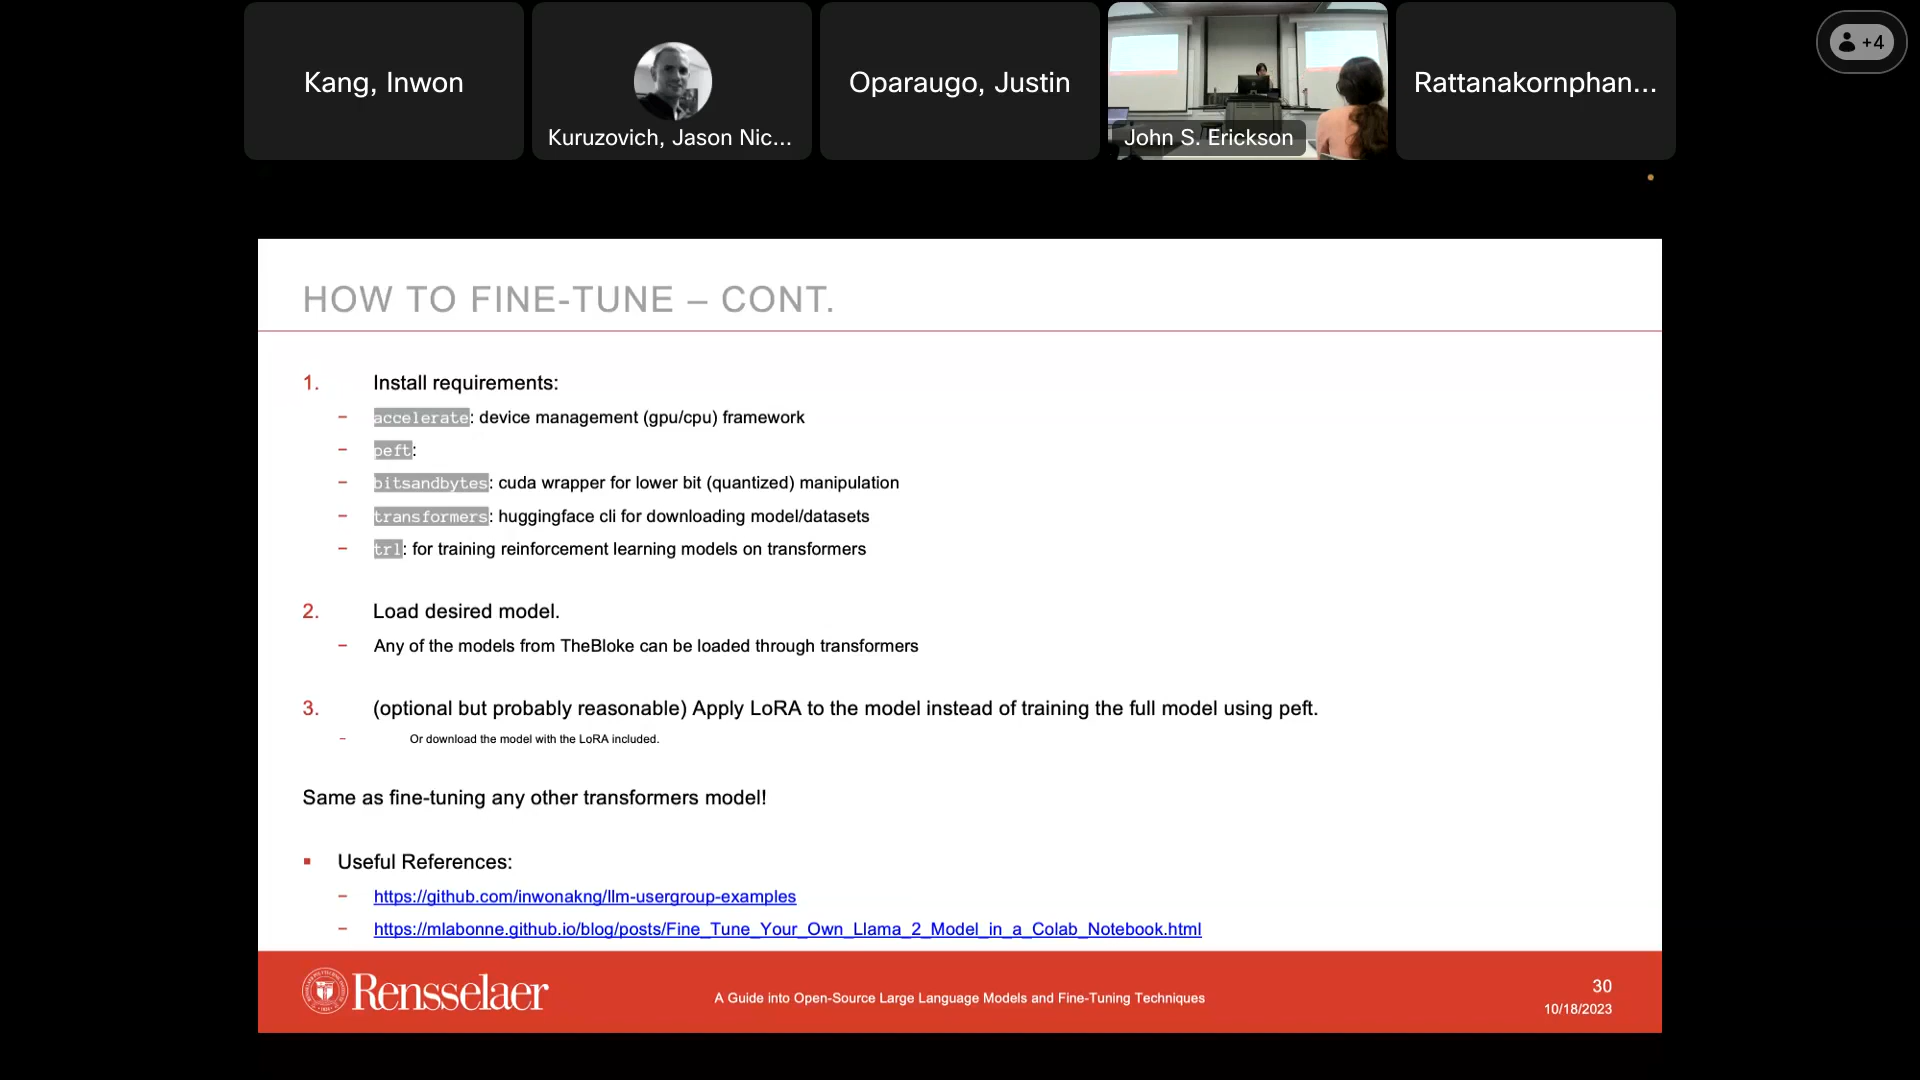 Kang, Inwon
Kuruzovich, Jason Nic...
Oparaugo, Justin
John S. Erickson
Rattanakornphan...
+4
HOW TO FINE-TUNE – CONT.
1. Install requirements:
– accelerate: device management (gpu/cpu) framework
– peft:
– bitsandbytes: cuda wrapper for lower bit (quantized) manipulation
– transformers: huggingface cli for downloading model/datasets
– trl: for training reinforcement learning models on transformers
2. Load desired model.
– Any of the models from TheBloke can be loaded through transformers
3. (optional but probably reasonable) Apply LoRA to the model instead of training the full model using peft.
– Or download the model with the LoRA included.
Same as fine-tuning any other transformers model!
▪ Useful References:
– https://github.com/inwonakng/llm-usergroup-examples
– https://mlabonne.github.io/blog/posts/Fine_Tune_Your_Own_Llama_2_Model_in_a_Colab_Notebook.html
Rensselaer
A Guide into Open-Source Large Language Models and Fine-Tuning Techniques
30
10/18/2023